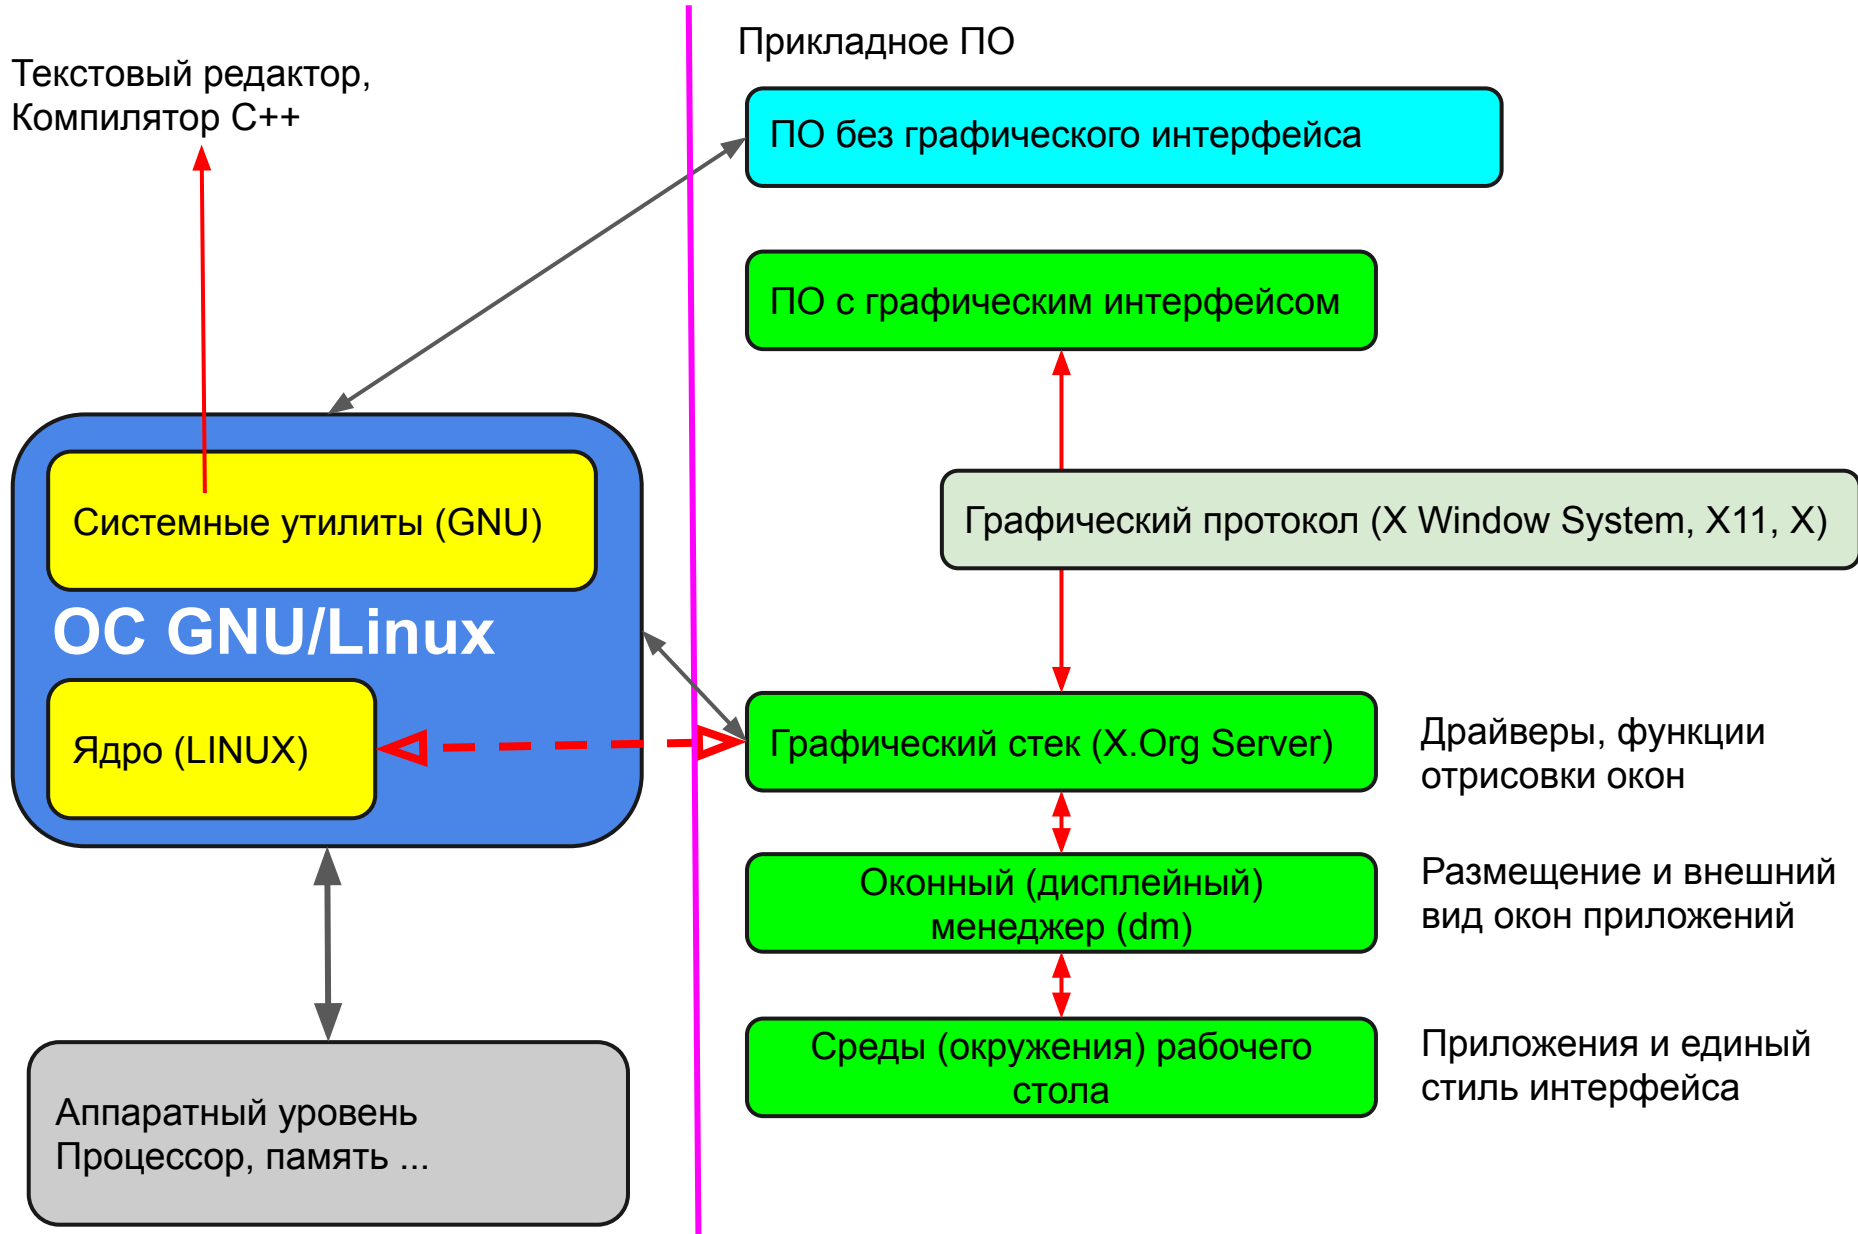 Текстовый редактор,
Компилятор C++
Системные утилиты (GNU)
ОС GNU/Linux
Ядро (LINUX)
Аппаратный уровень
Процессор, память ...
Прикладное ПО
ПО без графического интерфейса
ПО с графическим интерфейсом
Графический протокол (X Window System, X11, X)
Графический стек (X.Org Server)
Драйверы, функции
отрисовки окон
Оконный (дисплейный)
менеджер (dm)
Размещение и внешний
вид окон приложений
Среды (окружения) рабочего
стола
Приложения и единый
стиль интерфейса